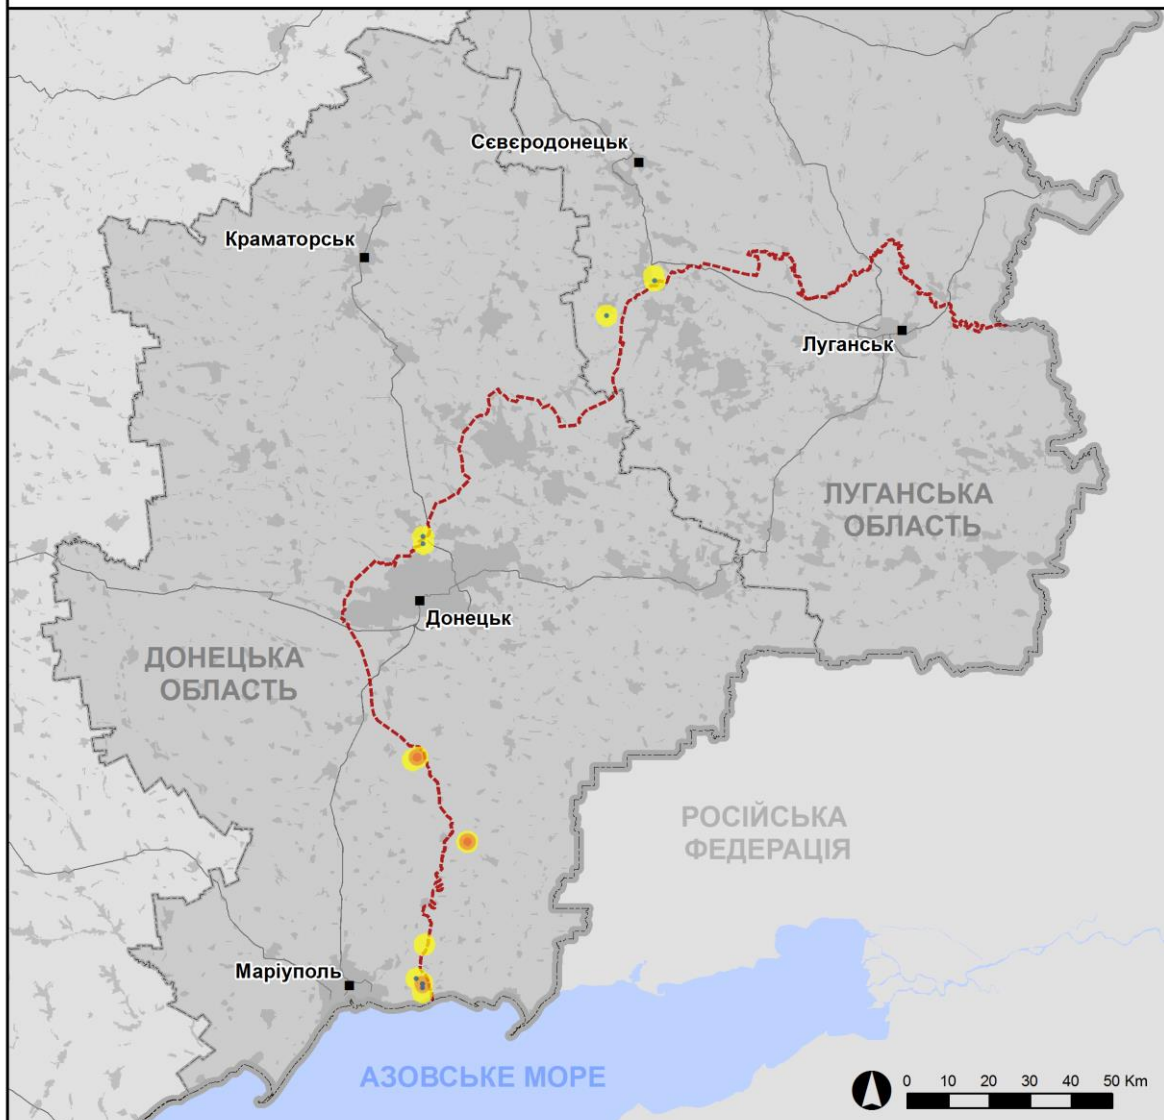 Сєвєродонецьк
Краматорськ
Луганськ
ЛУГАНСЬКА
ОБЛАСТЬ
Донецьк
ДОНЕЦЬКА
ОБЛАСТЬ
РОСІЙСЬКА
ФЕДЕРАЦІЯ
Маріуполь
АЗОВСЬКЕ МОРЕ
0 10 20 30 40 50 Km